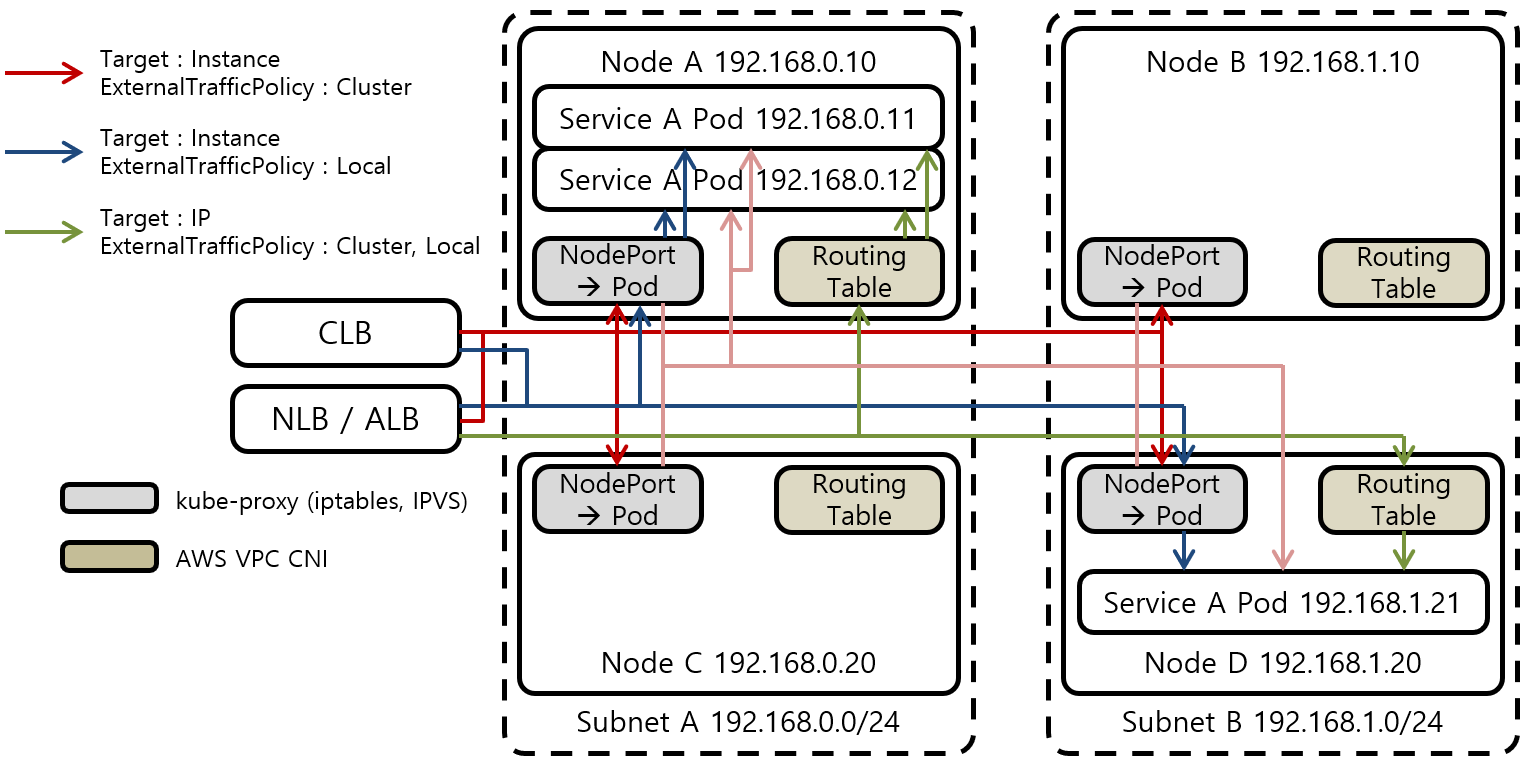 Target : Instance
ExternalTrafficPolicy : Cluster
Target : Instance
ExternalTrafficPolicy : Local
Target : IP
ExternalTrafficPolicy : Cluster, Local
CLB
NLB / ALB
kube-proxy (iptables, IPVS)
AWS VPC CNI
Node A 192.168.0.10
Service A Pod 192.168.0.11
Service A Pod 192.168.0.12
NodePort
→ Pod
Routing
Table
NodePort
→ Pod
Routing
Table
Node C 192.168.0.20
Subnet A 192.168.0.0/24
Node B 192.168.1.10
NodePort
→ Pod
Routing
Table
NodePort
→ Pod
Routing
Table
Service A Pod 192.168.1.21
Node D 192.168.1.20
Subnet B 192.168.1.0/24